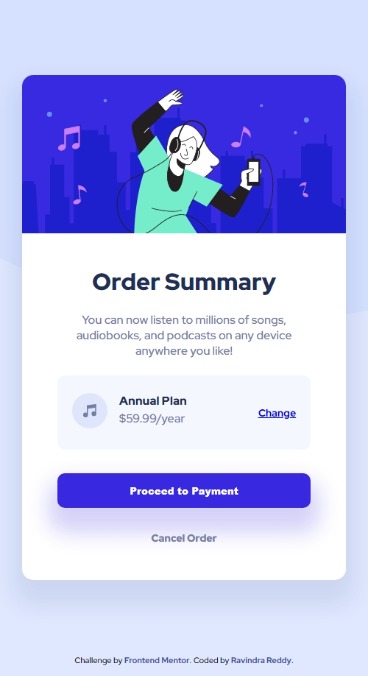 Order Summary
You can now listen to millions of songs,
audiobooks, and podcasts on any device
anywhere you like!
Annual Plan
$59.99/year
Change
Proceed to Payment
Cancel Order
Challenge by Frontend Mentor. Coded by Ravindra Reddy.